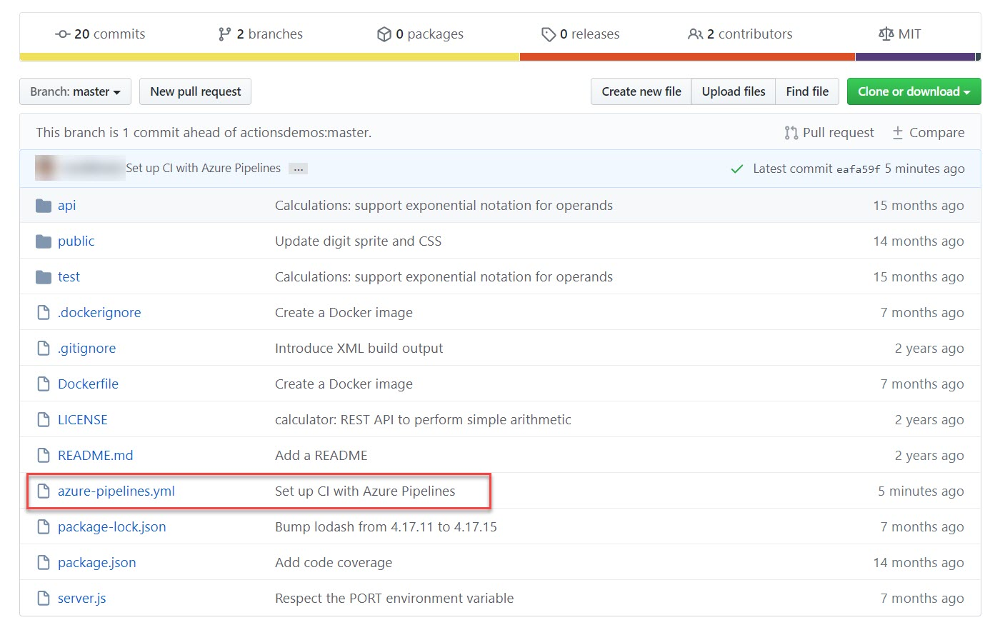 20 commits 2 branches 0 packages 0 releases 2 contributors MIT
Branch: master New pull request Create new file Upload files Find file Clone or download
This branch is 1 commit ahead of actionsdemos:master. Pull request Compare
Set up CI with Azure Pipelines ... Latest commit eafa59f 5 minutes ago
api Calculations: support exponential notation for operands 15 months ago
public Update digit sprite and CSS 14 months ago
test Calculations: support exponential notation for operands 15 months ago
.dockerignore Create a Docker image 7 months ago
.gitignore Introduce XML build output 2 years ago
Dockerfile Create a Docker image 7 months ago
LICENSE calculator: REST API to perform simple arithmetic 2 years ago
README.md Add a README 2 years ago
azure-pipelines.yml Set up CI with Azure Pipelines 5 minutes ago
package-lock.json Bump lodash from 4.17.11 to 4.17.15 7 months ago
package.json Add code coverage 14 months ago
server.js Respect the PORT environment variable 7 months ago